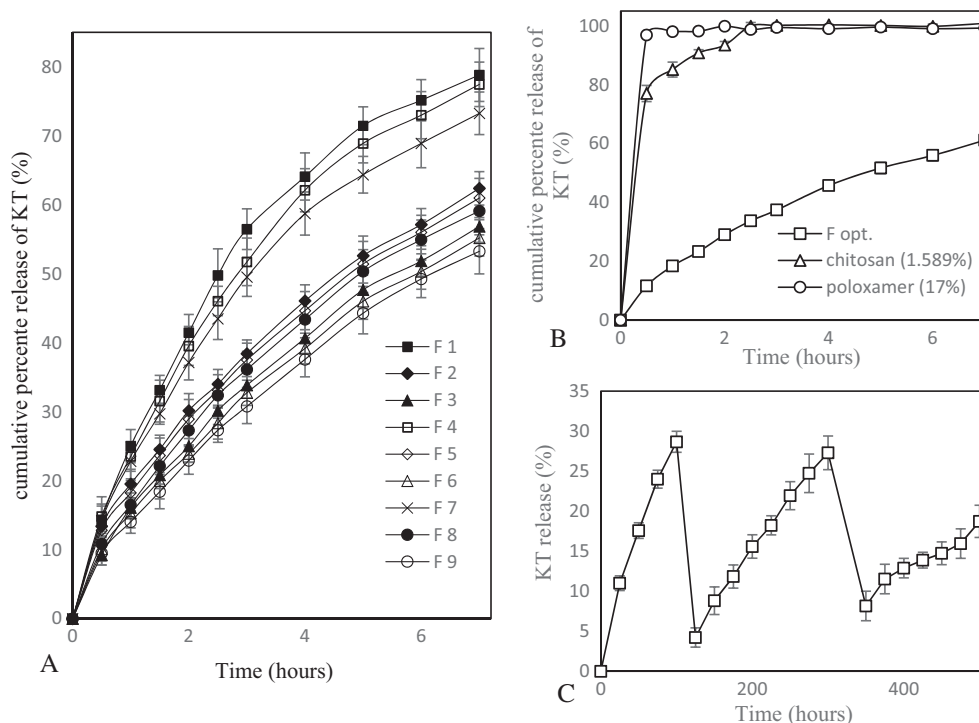 cumulative percente release of KT (%)
80
70
60
50
40
30
20
10
0
0
2
4
6
Time (hours)
A
F 1
F 2
F 3
F 4
F 5
F 6
F 7
F 8
F 9
cumulative percente release of
KT (%)
100
80
60
40
20
0
0
2
4
6
Time (hours)
B
F opt.
chitosan (1.589%)
poloxamer (17%)
KT release (%)
35
30
25
20
15
10
5
0
0
200
400
Time (hours)
C